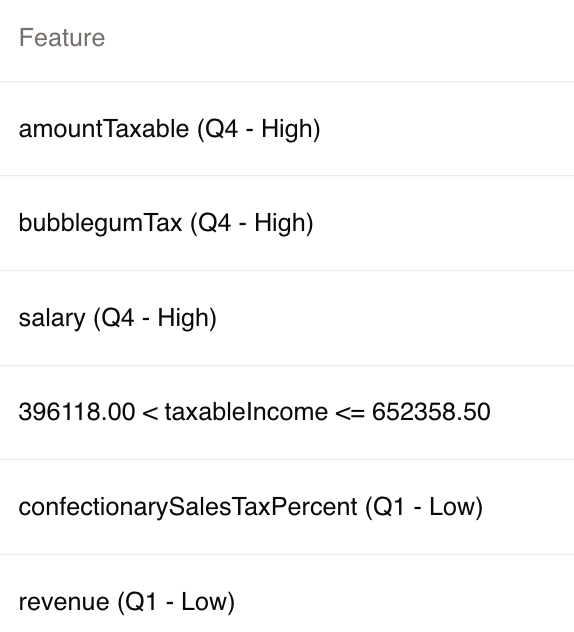 Feature
amountTaxable (Q4 - High)
bubblegumTax (Q4 - High)
salary (Q4 - High)
396118.00 < taxableIncome <= 652358.50
confectionarySalesTaxPercent (Q1 - Low)
revenue (Q1 - Low)